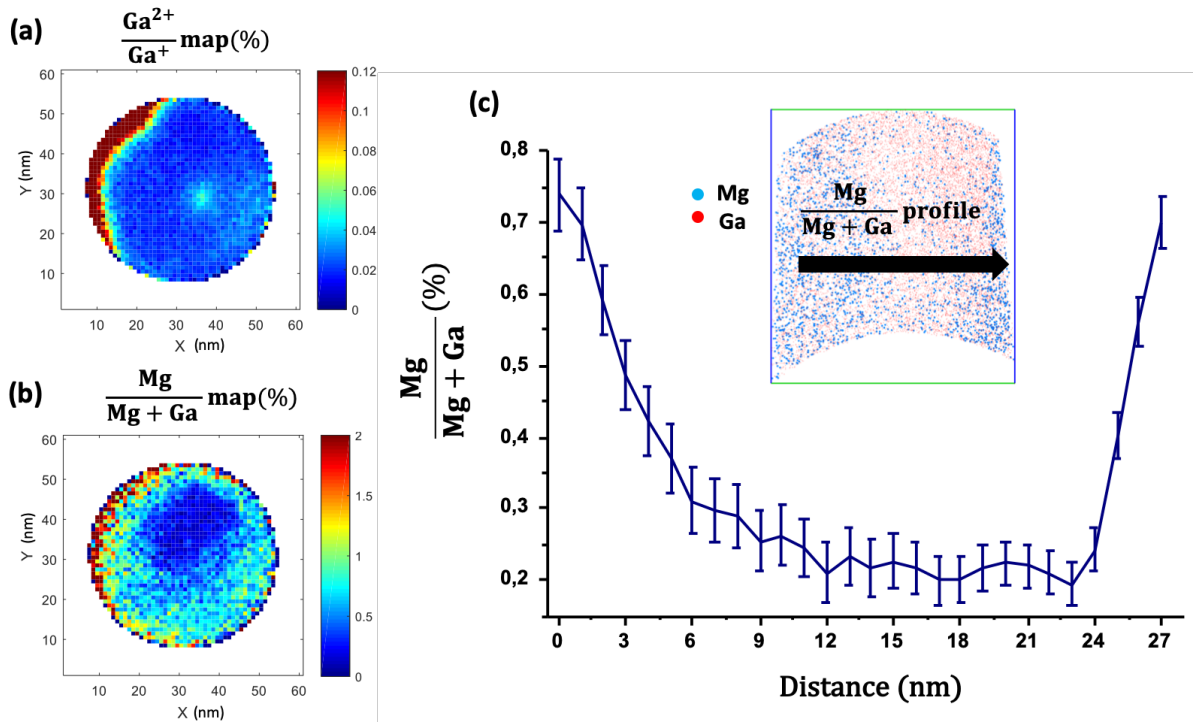 (a)
Ga²⁺
Ga⁺
map(%)
60
50
40
30
20
10
Y (nm)
10 20 30 40 50 60
X (nm)
0.12
0.1
0.08
0.06
0.04
0.02
0
(b)
Mg
Mg + Ga
map(%)
60
50
40
30
20
10
Y (nm)
10 20 30 40 50 60
X (nm)
2
1.5
1
0.5
0
(c)
Mg
Mg + Ga
(%)
0,8
0,7
0,6
0,5
0,4
0,3
0,2
0 3 6 9 12 15 18 21 24 27
Distance (nm)
Mg
Ga
Mg
Mg + Ga
profile